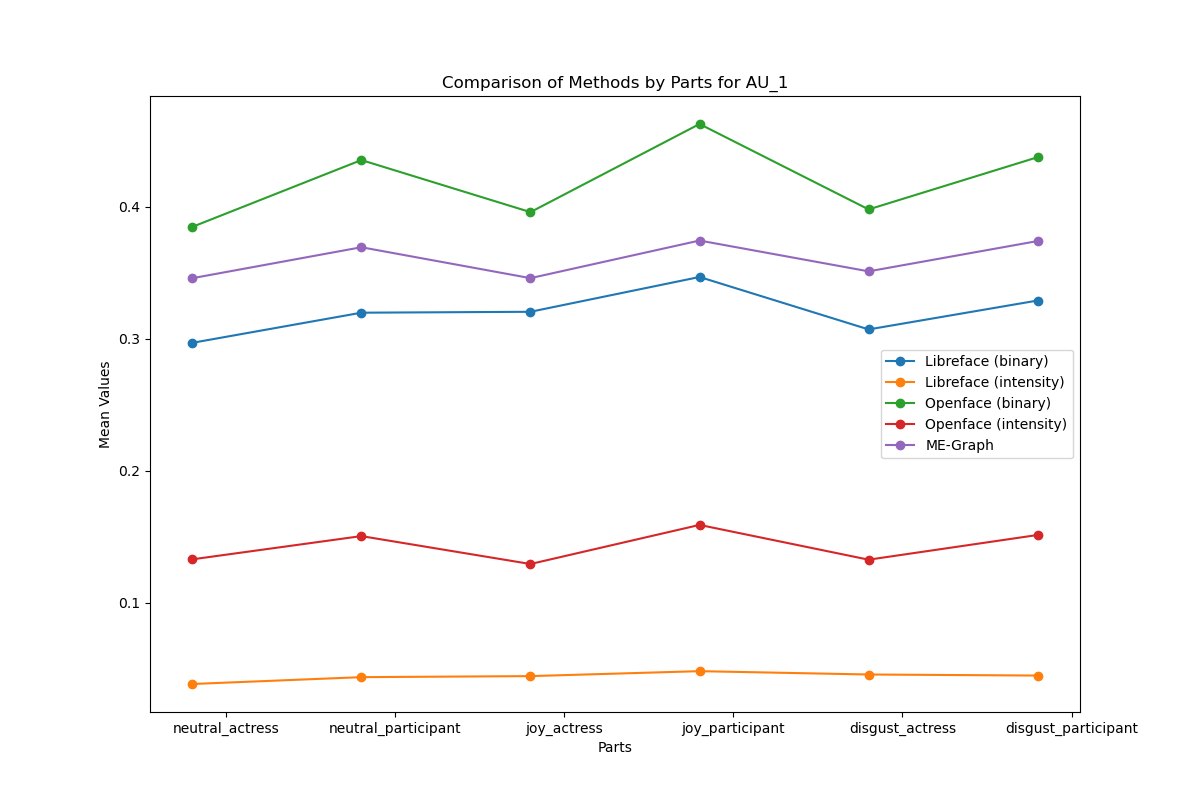 Comparison of Methods by Parts for AU_1
Mean Values
0.4
0.3
0.2
0.1
Libreface (binary)
Libreface (intensity)
Openface (binary)
Openface (intensity)
ME-Graph
neutral_actress
neutral_participant
joy_actress
joy_participant
disgust_actress
disgust_participant
Parts